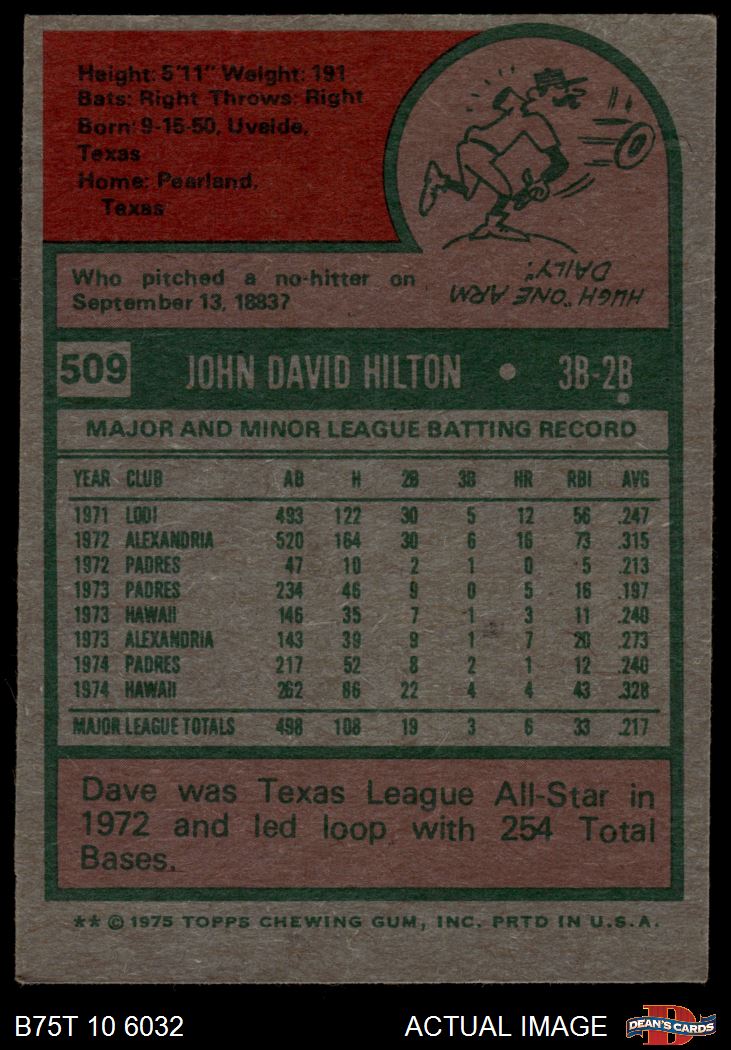 Height: 5'11" Weight: 191
Bats: Right Throws: Right
Born: 9-15-50, Uvalde,
Texas
Home: Pearland,
Texas
Who pitched a no-hitter on
September 13, 1883?
HUGH "ONE ARM
DAILY".
509 JOHN DAVID HILTON • 3B-2B
MAJOR AND MINOR LEAGUE BATTING RECORD
YEAR CLUB AB H 2B 3B HR RBI AVG
1971 LODI 493 122 30 5 12 56 .247
1972 ALEXANDRIA 520 164 30 6 16 73 .315
1972 PADRES 47 10 2 1 0 5 .213
1973 PADRES 234 46 9 0 5 16 .197
1973 HAWAII 146 35 7 1 3 11 .240
1973 ALEXANDRIA 143 39 9 1 7 20 .273
1974 PADRES 217 52 8 2 1 12 .240
1974 HAWAII 262 86 22 4 4 43 .328
MAJOR LEAGUE TOTALS 498 108 19 3 6 33 .217
Dave was Texas League All-Star in
1972 and led loop with 254 Total
Bases.
** © 1975 TOPPS CHEWING GUM, INC. PRTD IN U.S.A.
B75T 10 6032 ACTUAL IMAGE D DEAN'S CARDS